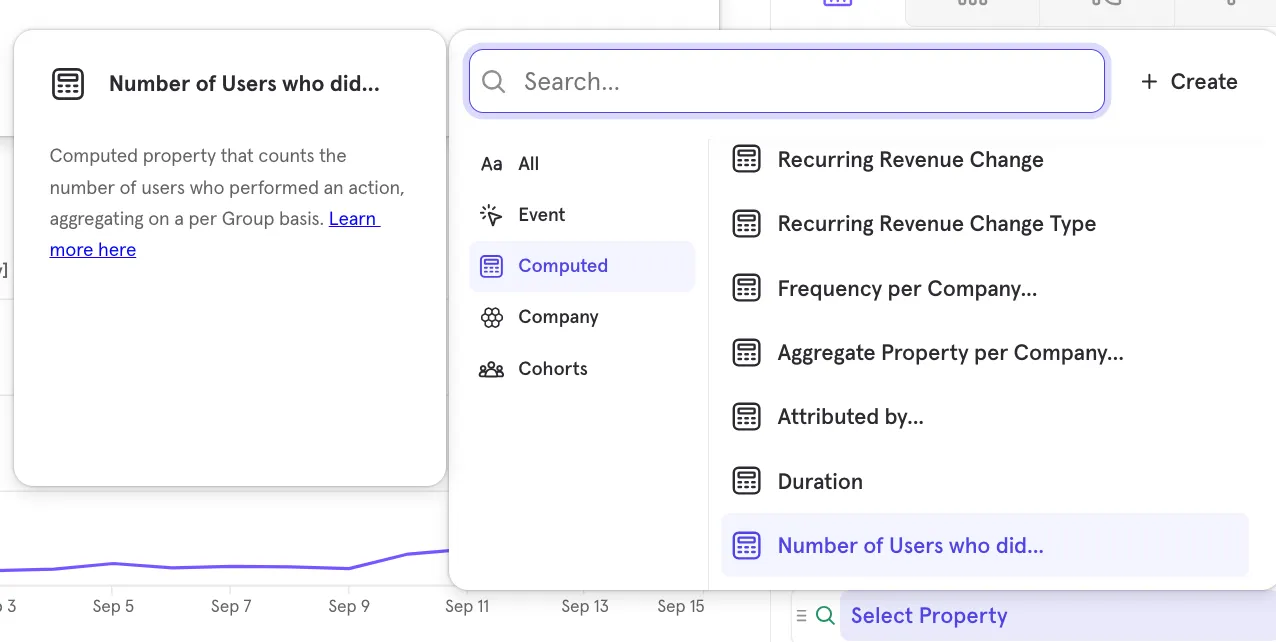 Number of Users who did...
Computed property that counts the
number of users who performed an action,
aggregating on a per Group basis. Learn
more here
Search...
+ Create
Aa All
Event
Computed
Company
Cohorts
Recurring Revenue Change
Recurring Revenue Change Type
Frequency per Company...
Aggregate Property per Company...
Attributed by...
Duration
Number of Users who did...
3
Sep 5
Sep 7
Sep 9
Sep 11
Sep 13
Sep 15
Select Property